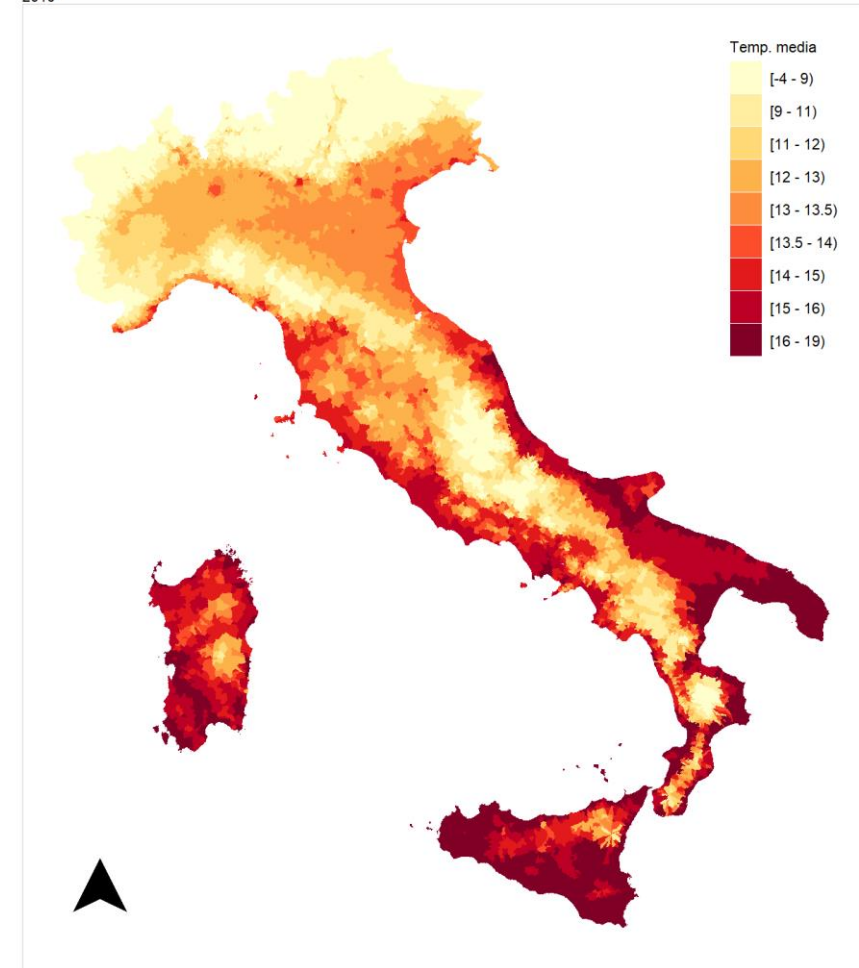 Temp. media
[-4 - 9)
[9 - 11)
[11 - 12)
[12 - 13)
[13 - 13.5)
[13.5 - 14)
[14 - 15)
[15 - 16)
[16 - 19)